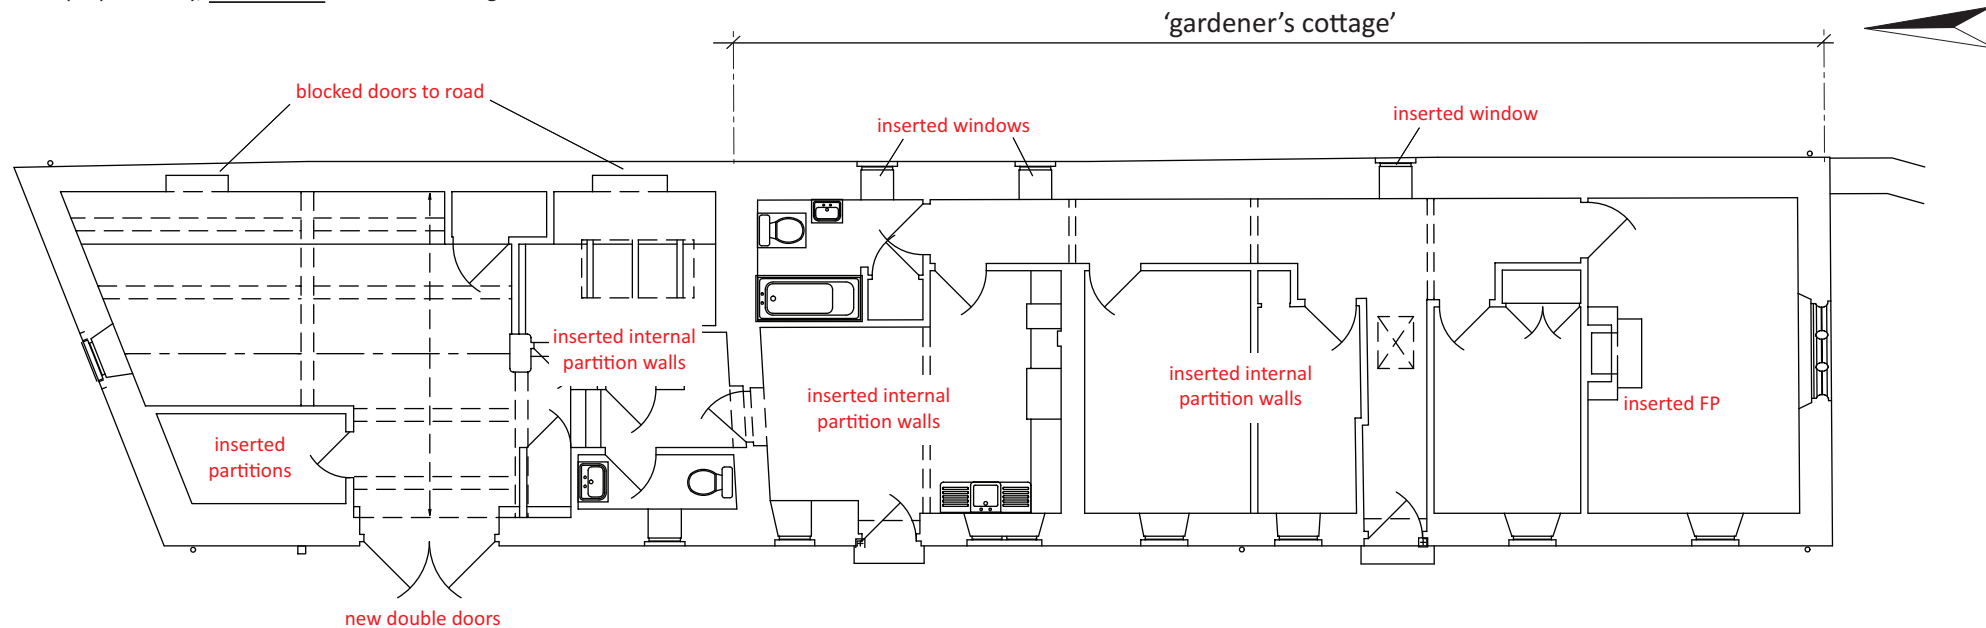 'gardener's cottage'
blocked doors to road
inserted windows
inserted window
inserted internal
partition walls
inserted internal
partition walls
inserted internal
partition walls
inserted FP
inserted
partitions
new double doors